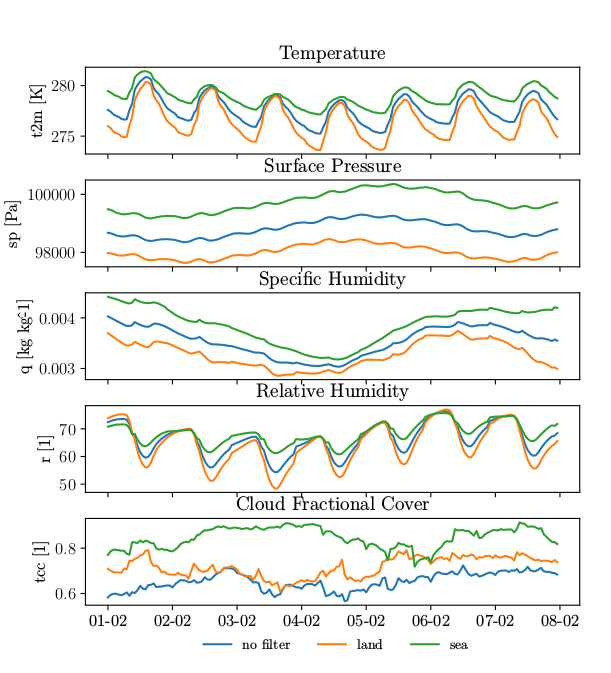 Temperature
t2m [K]
280
275
Surface Pressure
sp [Pa]
100000
98000
Specific Humidity
q [kg kg-1]
0.004
0.003
Relative Humidity
r [1]
70
60
50
Cloud Fractional Cover
tcc [1]
0.8
0.6
01-02 02-02 03-02 04-02 05-02 06-02 07-02 08-02
no filter land sea